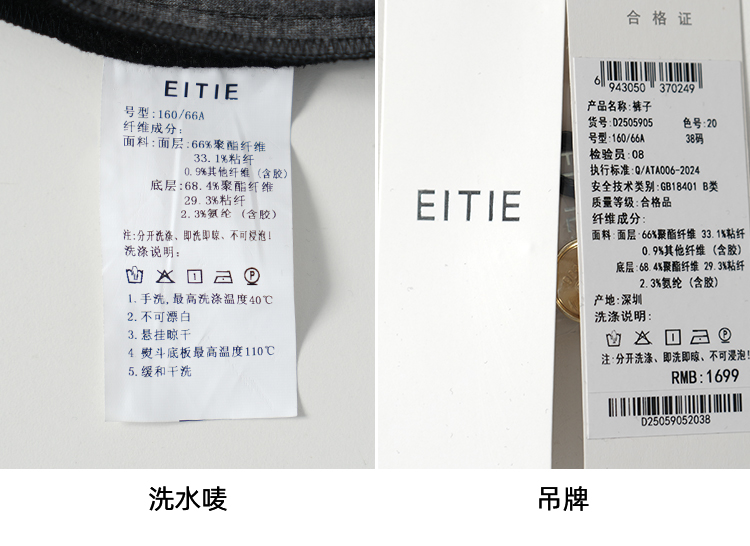 EITIE
号型:160/66A
纤维成分:
面料:面层:66%聚酯纤维
33.1%粘纤
0.9%其他纤维(含胶)
底层:68.4%聚酯纤维
29.3%粘纤
2.3%氨纶(含胶)
注:分开洗涤、即洗即晾、不可浸泡!
洗涤说明:
1.手洗,最高洗涤温度40℃
2.不可漂白
3.悬挂晾干
4 熨斗底板最高温度110℃
5.缓和干洗
洗水唛
EITIE
合格证
6 943050 370249
产品名称:裤子
货号:D2505905 色号:20
号型:160/66A 38码
检验员:08
执行标准:Q/ATA006-2024
安全技术类别:GB18401 B类
质量等级:合格品
纤维成分:
面料:面层:66%聚酯纤维 33.1%粘纤
0.9%其他纤维(含胶)
底层:68.4%聚酯纤维 29.3%粘纤
2.3%氨纶(含胶)
产地:深圳
洗涤说明:
注:分开洗涤、即洗即晾、不可浸泡!
RMB:1699
D25059052038
吊牌